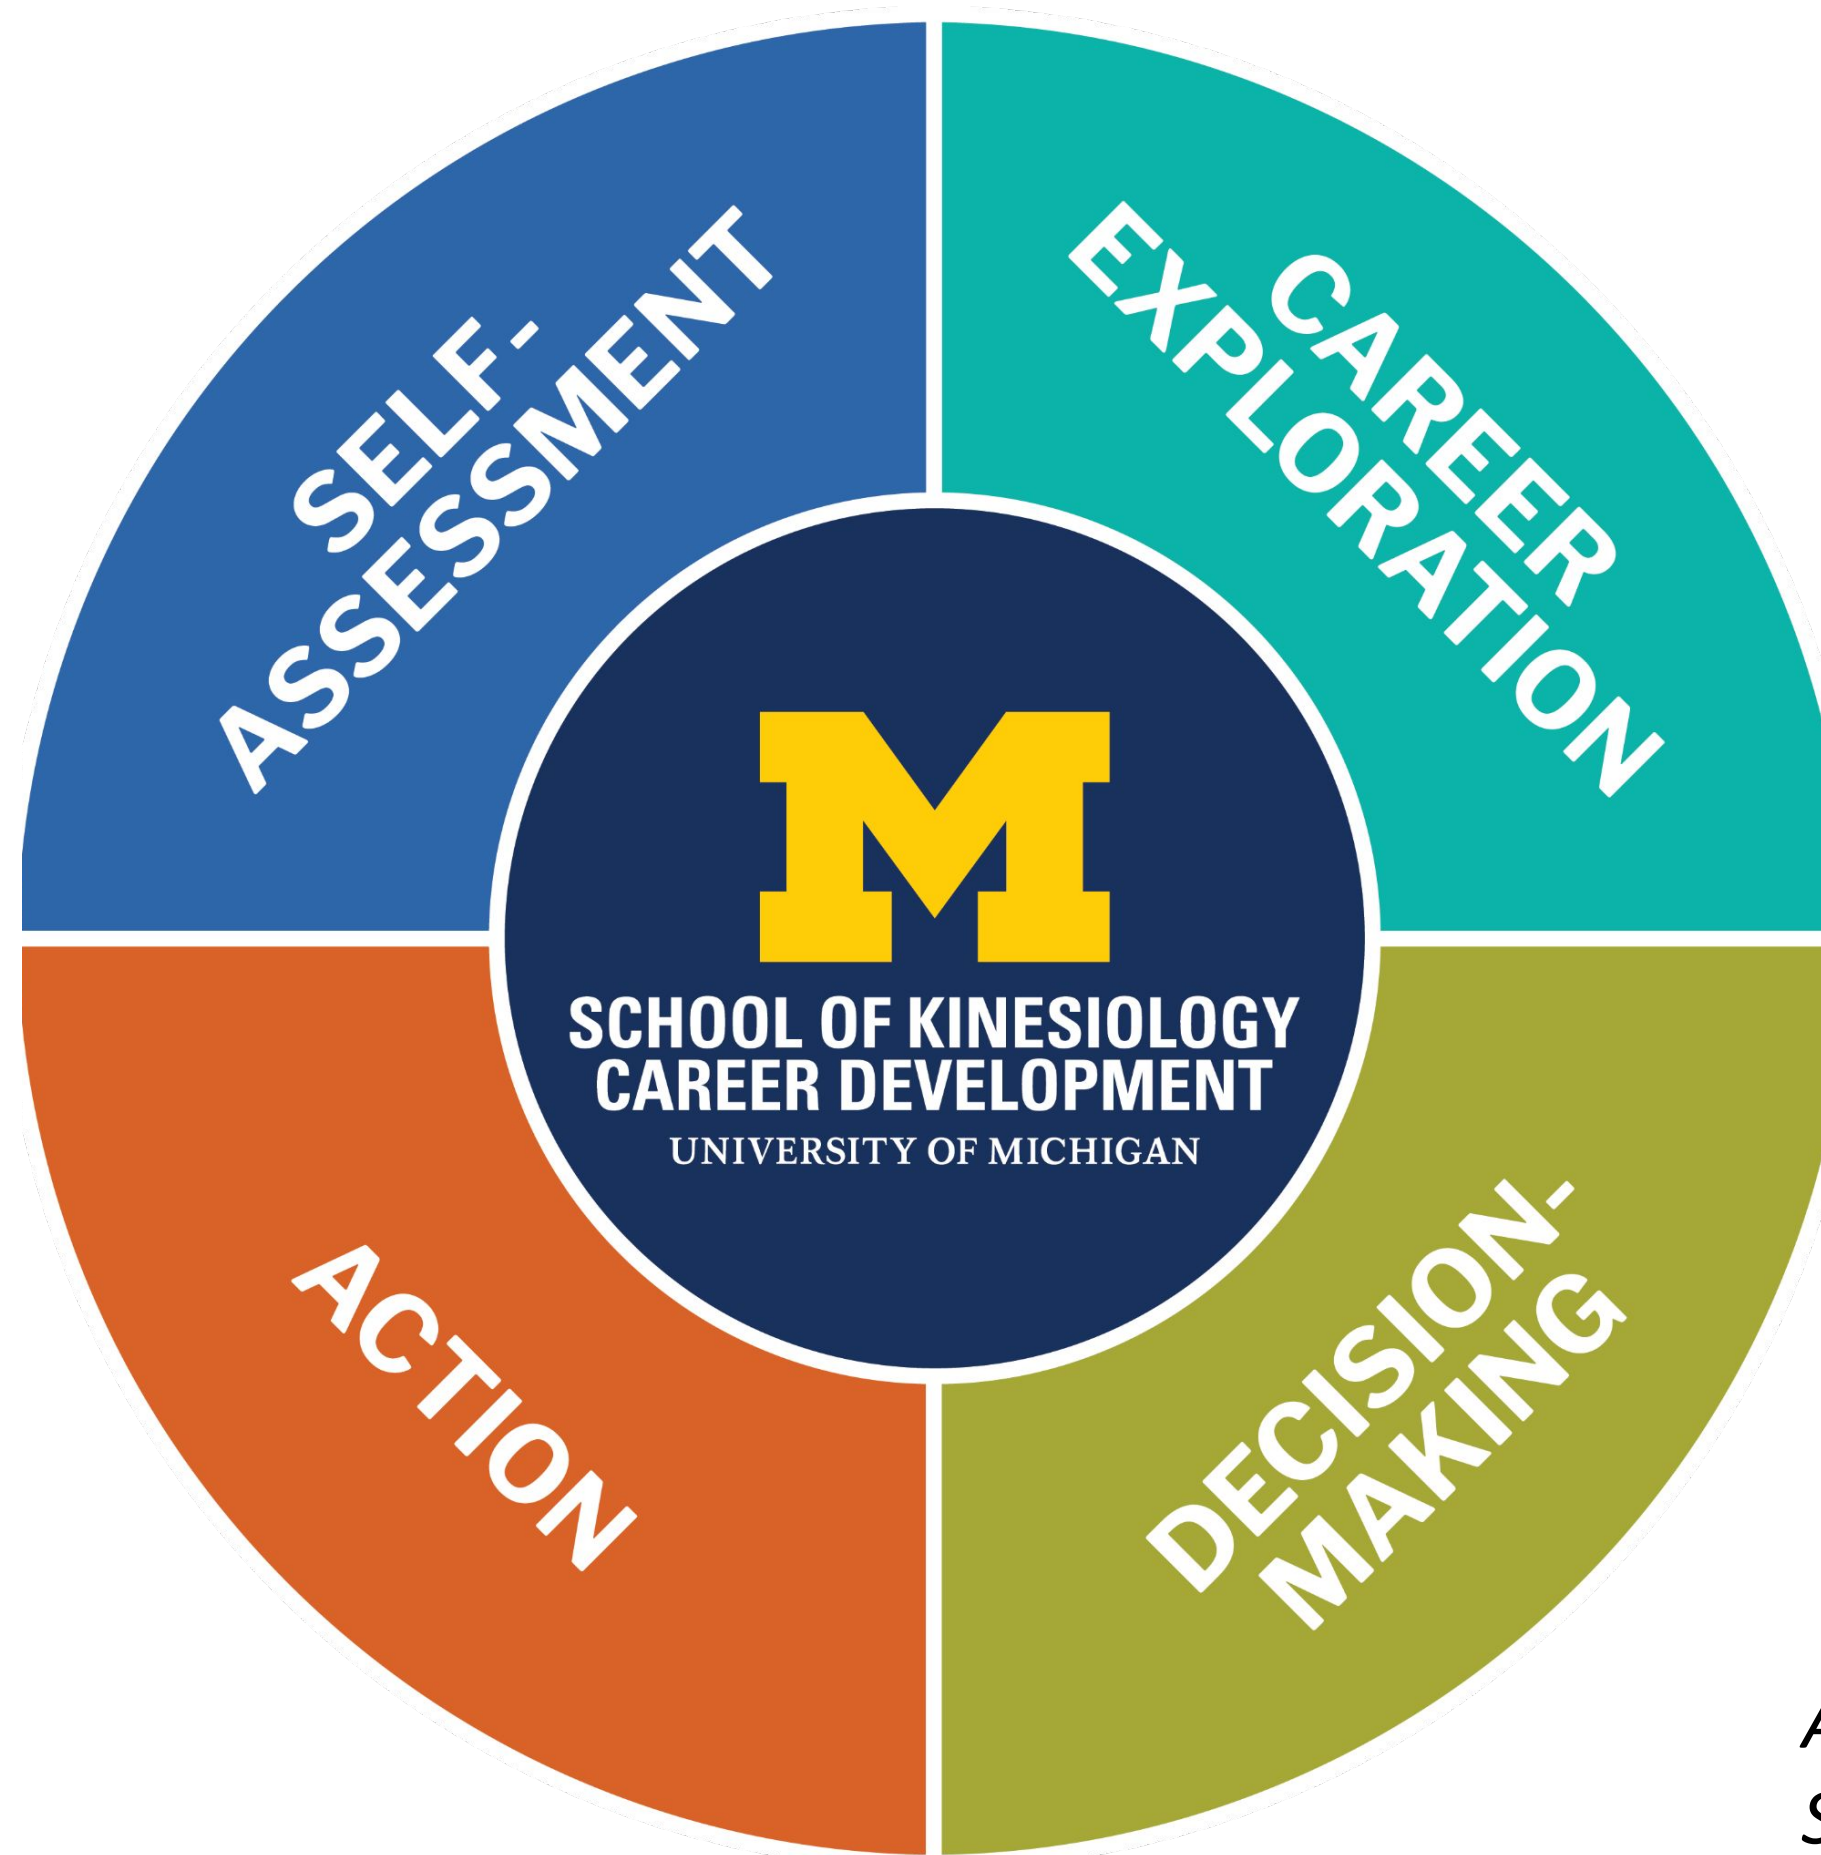 SELF-
ASSESSMENT
CAREER
EXPLORATION
M
SCHOOL OF KINESIOLOGY
CAREER DEVELOPMENT
UNIVERSITY OF MICHIGAN
ACTION
DECISION-
MAKING